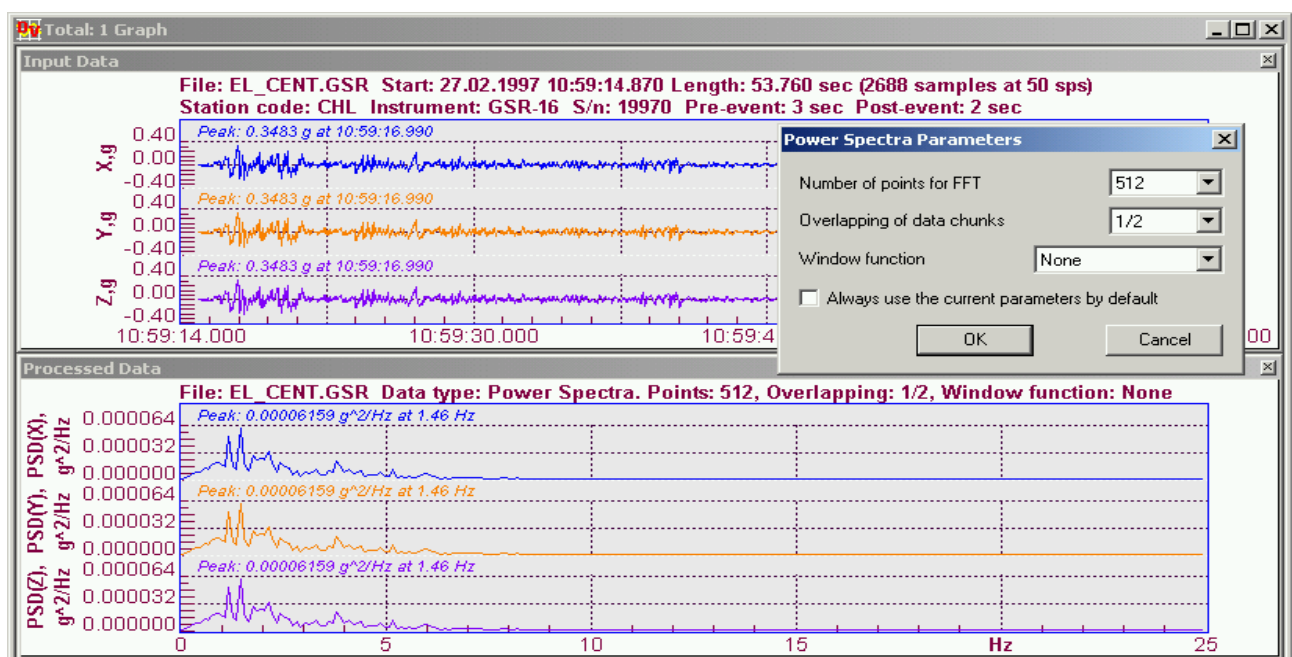 Total: 1 Graph
Input Data
File: EL_CENT.GSR Start: 27.02.1997 10:59:14.870 Length: 53.760 sec (2688 samples at 50 sps)
Station code: CHL Instrument: GSR-16 S/n: 19970 Pre-event: 3 sec Post-event: 2 sec
X,g
0.40
0.00
-0.40
Peak: 0.3483 g at 10:59:16.990
Y,g
0.40
0.00
-0.40
Peak: 0.3483 g at 10:59:16.990
Z,g
0.40
0.00
-0.40
Peak: 0.3483 g at 10:59:16.990
10:59:14.000 10:59:30.000 10:59:4 00
Power Spectra Parameters
Number of points for FFT 512
Overlapping of data chunks 1/2
Window function None
Always use the current parameters by default
OK Cancel
Processed Data
File: EL_CENT.GSR Data type: Power Spectra. Points: 512, Overlapping: 1/2, Window function: None
PSD(X), g^2/Hz
0.000064
0.000032
0.000000
Peak: 0.00006159 g^2/Hz at 1.46 Hz
PSD(Y), g^2/Hz
0.000064
0.000032
0.000000
Peak: 0.00006159 g^2/Hz at 1.46 Hz
PSD(Z), g^2/Hz
0.000064
0.000032
0.000000
Peak: 0.00006159 g^2/Hz at 1.46 Hz
0 5 10 15 Hz 25